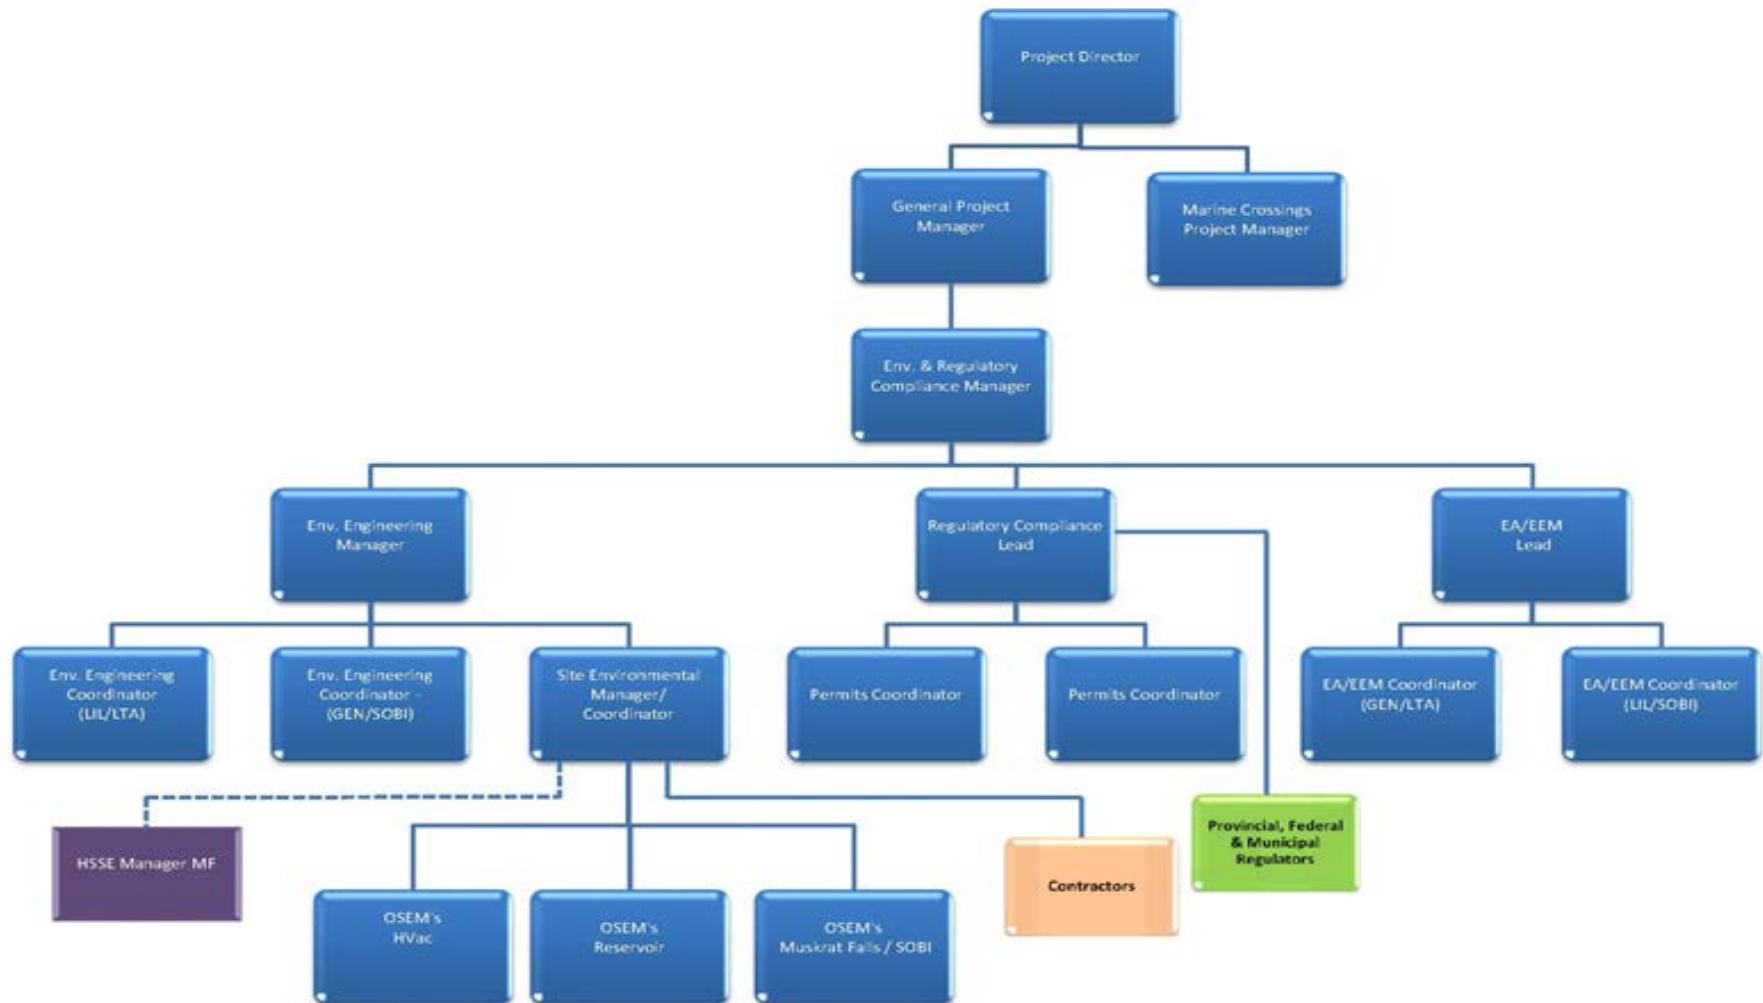 Project Director
General Project
Manager
Marine Crossings
Project Manager
Env. & Regulatory
Compliance Manager
Env. Engineering
Manager
Regulatory Compliance
Lead
EA/EEM
Lead
Env. Engineering
Coordinator
(LIL/LTA)
Env. Engineering
Coordinator -
(GEN/SOBI)
Site Environmental
Manager/
Coordinator
Permits Coordinator
Permits Coordinator
EA/EEM Coordinator
(GEN/LTA)
EA/EEM Coordinator
(LIL/SOBI)
HSSE Manager MF
OSEM's
HVac
OSEM's
Reservoir
OSEM's
Muskrat Falls / SOBI
Contractors
Provincial, Federal
& Municipal
Regulators